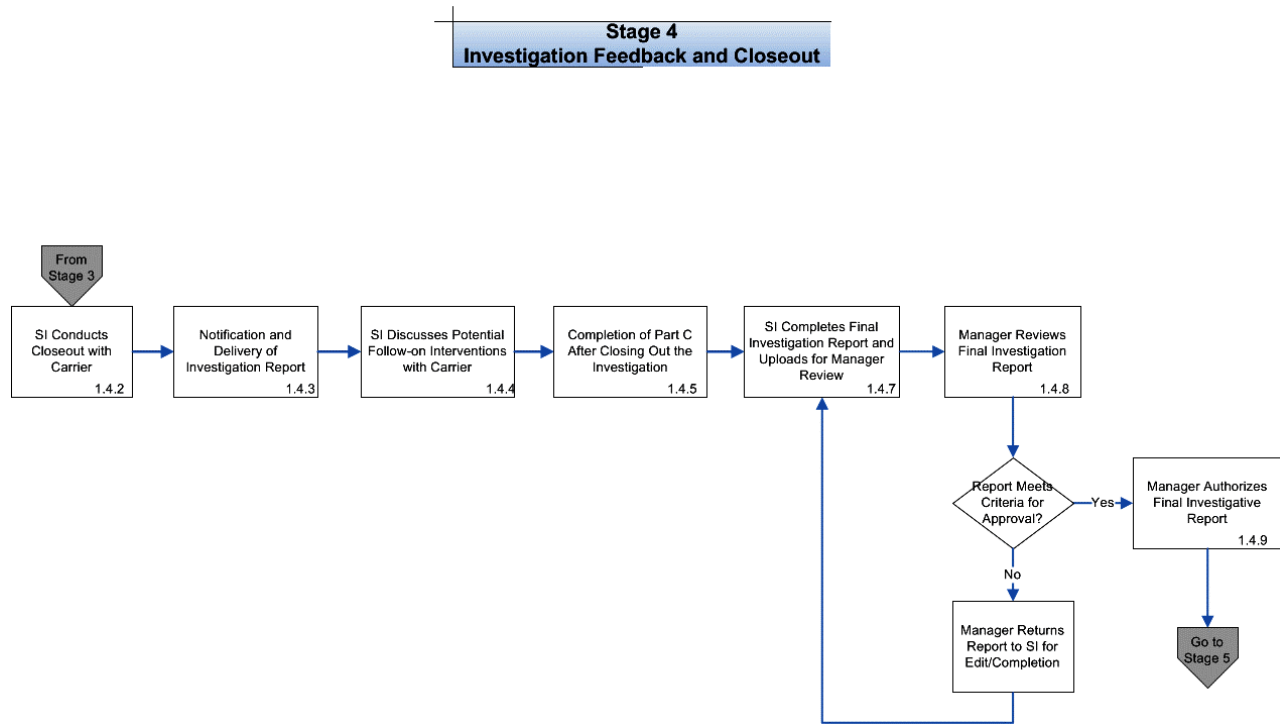 Stage 4
Investigation Feedback and Closeout
From
Stage 3
SI Conducts
Closeout with
Carrier
1.4.2
Notification and
Delivery of
Investigation Report
1.4.3
SI Discusses Potential
Follow-on Interventions
with Carrier
1.4.4
Completion of Part C
After Closing Out the
Investigation
1.4.5
SI Completes Final
Investigation Report and
Uploads for Manager
Review
1.4.7
Manager Reviews
Final Investigation
Report
1.4.8
Report Meets
Criteria for
Approval?
Yes
Manager Authorizes
Final Investigative
Report
1.4.9
No
Manager Returns
Report to SI for
Edit/Completion
Go to
Stage 5